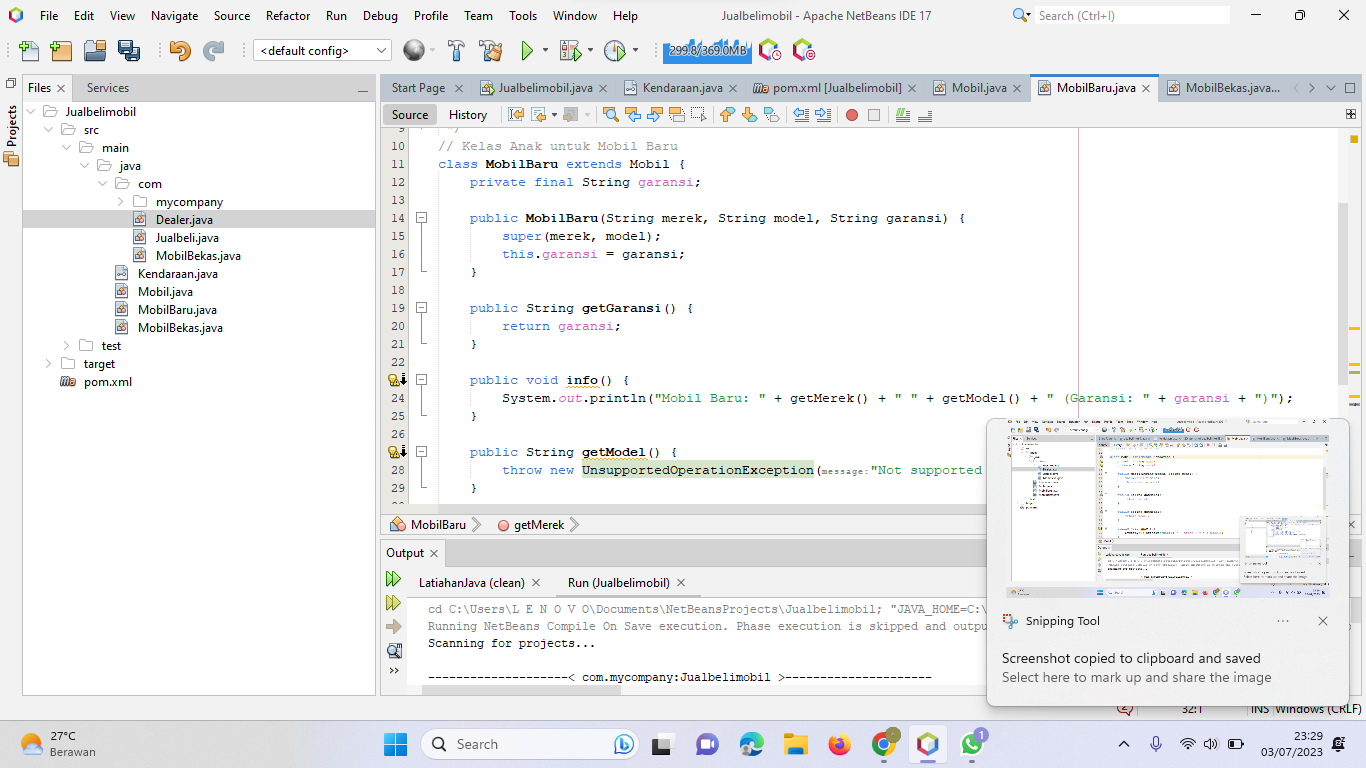 File Edit View Navigate Source Refactor Run Debug Profile Team Tools Window Help
Jualbelimobil - Apache NetBeans IDE 17
Search (Ctrl+I)
<default config>
299.8/369.0MB
Files
Services
Projects
Jualbelimobil
src
main
java
com
mycompany
Dealer.java
Jualbeli.java
MobilBekas.java
Kendaraan.java
Mobil.java
MobilBaru.java
MobilBekas.java
test
target
pom.xml
Start Page
Jualbelimobil.java
Kendaraan.java
pom.xml [Jualbelimobil]
Mobil.java
MobilBaru.java
MobilBekas.java...
Source
History
9 */
10 // Kelas Anak untuk Mobil Baru
11 class MobilBaru extends Mobil {
12 private final String garansi;
13
14 public MobilBaru(String merek, String model, String garansi) {
15 super(merek, model);
16 this.garansi = garansi;
17 }
18
19 public String getGaransi() {
20 return garansi;
21 }
22
public void info() {
24 System.out.println("Mobil Baru: " + getMerek() + " " + getModel() + " (Garansi: " + garansi + ")");
25 }
26
public String getModel() {
28 throw new UnsupportedOperationException(message:"Not supported
29 }
MobilBaru
getMerek
Output
LatiahanJava (clean)
Run (Jualbelimobil)
cd C:\Users\L E N O V O\Documents\NetBeansProjects\Jualbelimobil; "JAVA_HOME=C:\
Running NetBeans Compile On Save execution. Phase execution is skipped and outpu
Scanning for projects...
--------------------< com.mycompany:Jualbelimobil >---------------------
Snipping Tool
Screenshot copied to clipboard and saved
Select here to mark up and share the image
32:1
INS
Windows (CRLF)
27°C
Berawan
Search
1
23:29
03/07/2023